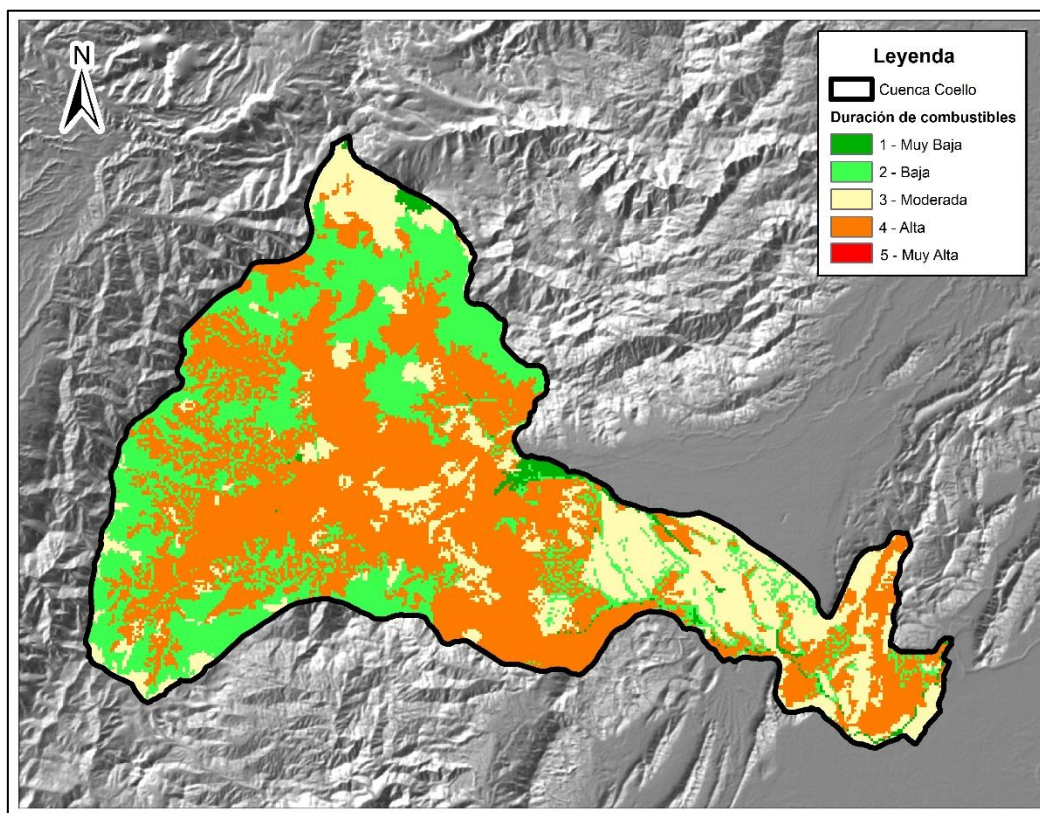 N
Leyenda
Cuenca Coello
Duración de combustibles
1 - Muy Baja
2 - Baja
3 - Moderada
4 - Alta
5 - Muy Alta